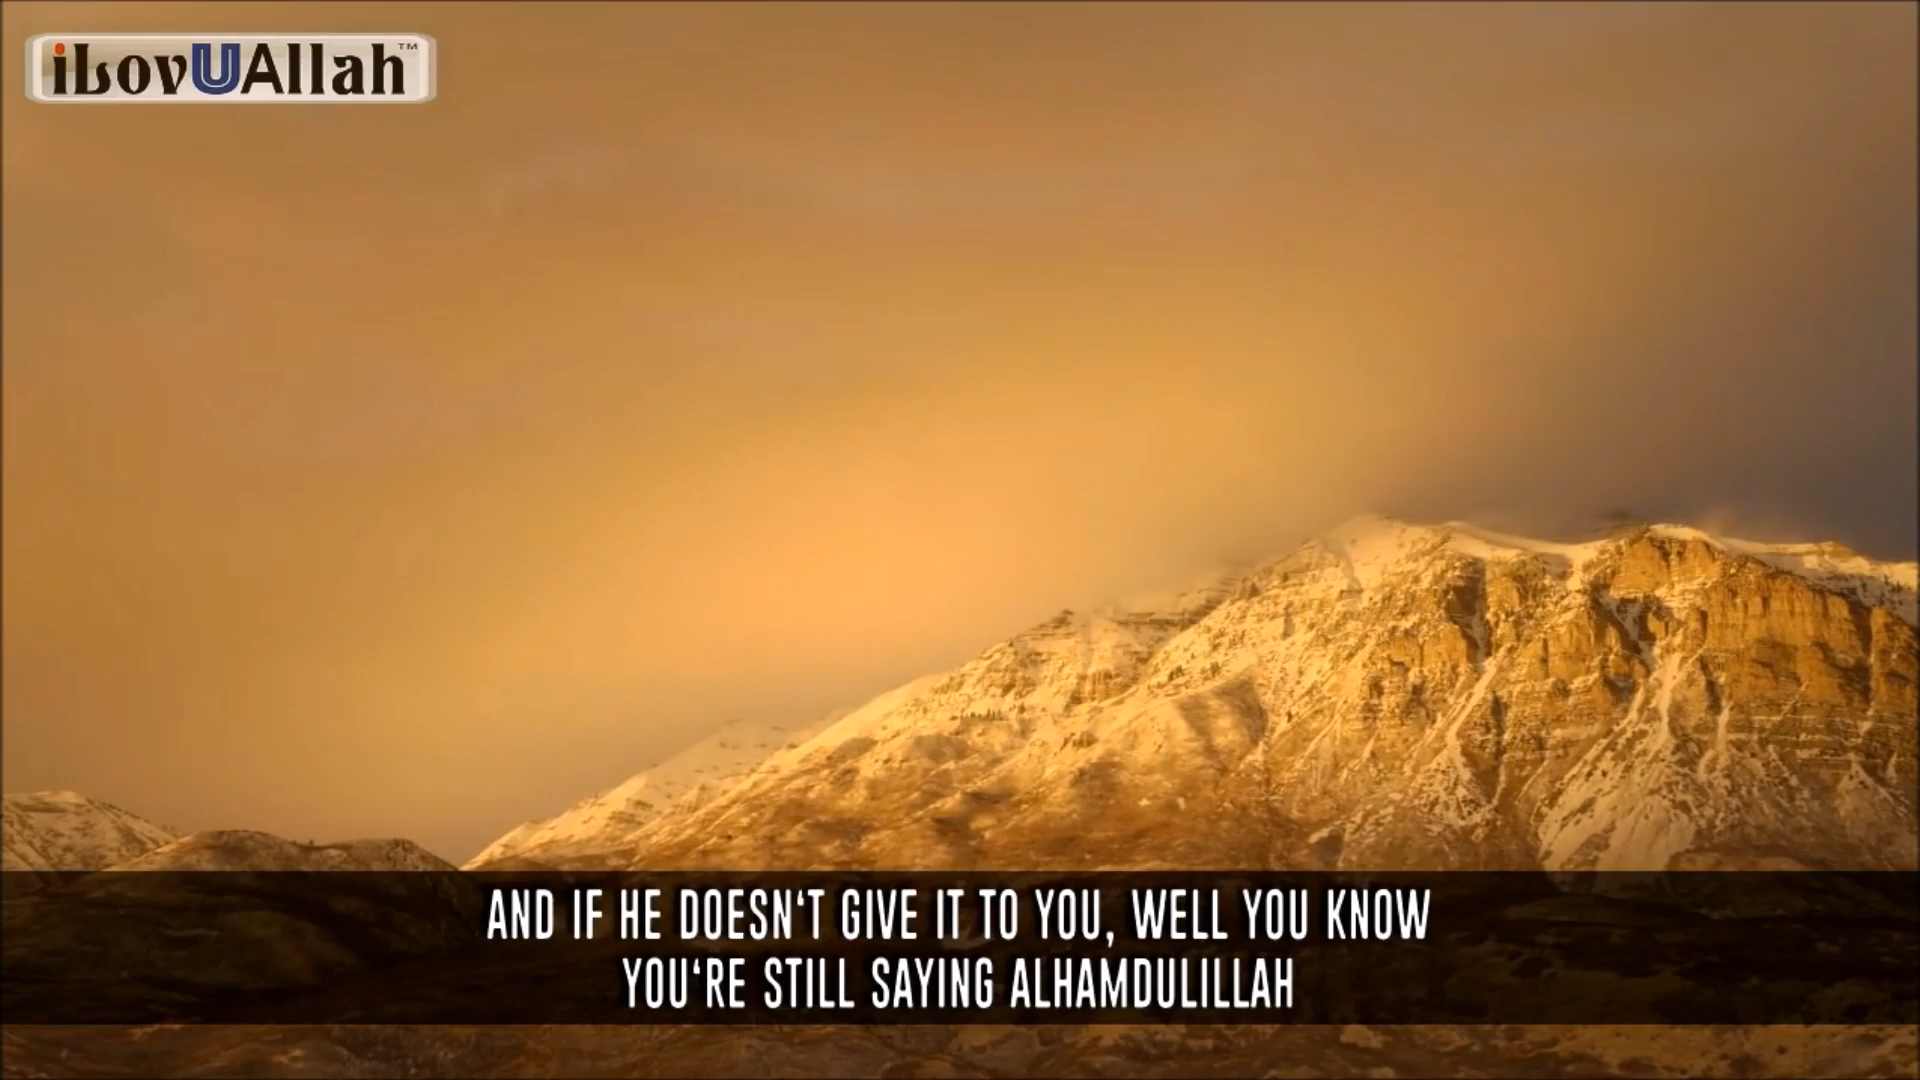 iLovUAllah™
AND IF HE DOESN‘T GIVE IT TO YOU, WELL YOU KNOW
YOU‘RE STILL SAYING ALHAMDULILLAH